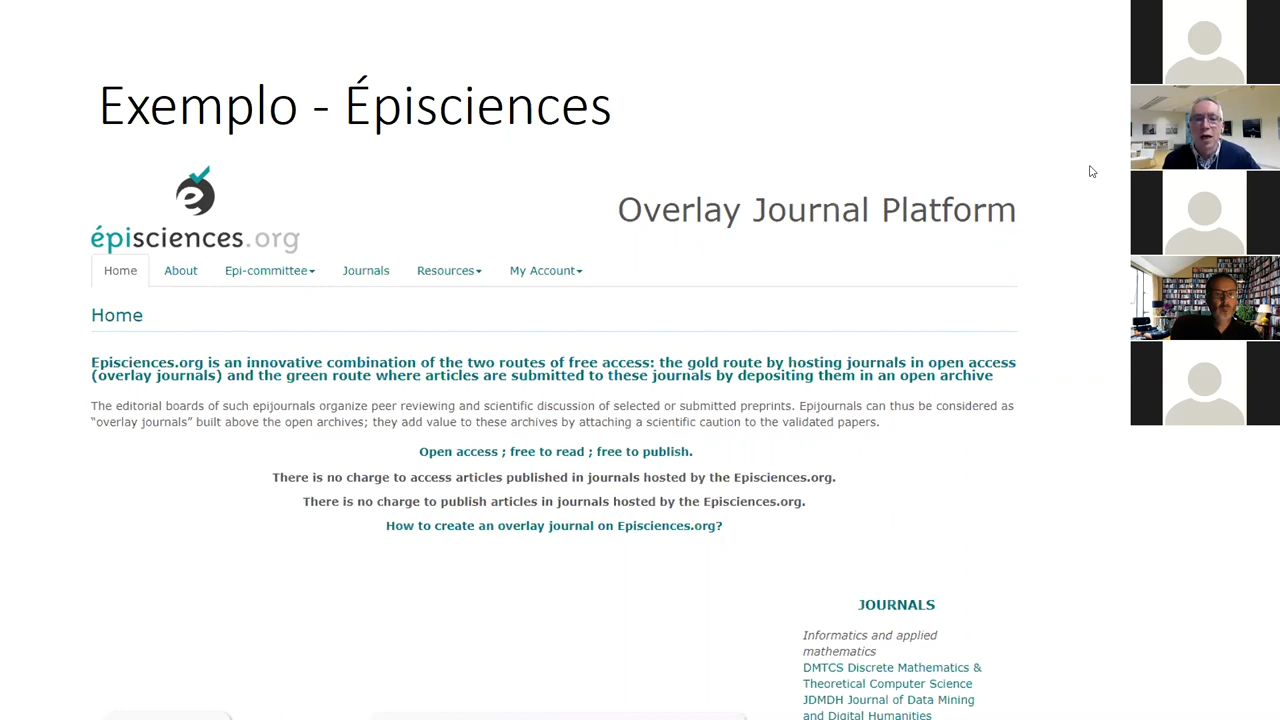 Exemplo - Épisciences
épisciences.org
Overlay Journal Platform
Home
About
Epi-committee
Journals
Resources
My Account
Home
Episciences.org is an innovative combination of the two routes of free access: the gold route by hosting journals in open access
(overlay journals) and the green route where articles are submitted to these journals by depositing them in an open archive
The editorial boards of such epijournals organize peer reviewing and scientific discussion of selected or submitted preprints. Epijournals can thus be considered as
“overlay journals” built above the open archives; they add value to these archives by attaching a scientific caution to the validated papers.
Open access ; free to read ; free to publish.
There is no charge to access articles published in journals hosted by the Episciences.org.
There is no charge to publish articles in journals hosted by the Episciences.org.
How to create an overlay journal on Episciences.org?
JOURNALS
Informatics and applied
mathematics
DMTCS Discrete Mathematics &
Theoretical Computer Science
JDMDH Journal of Data Mining
and Digital Humanities